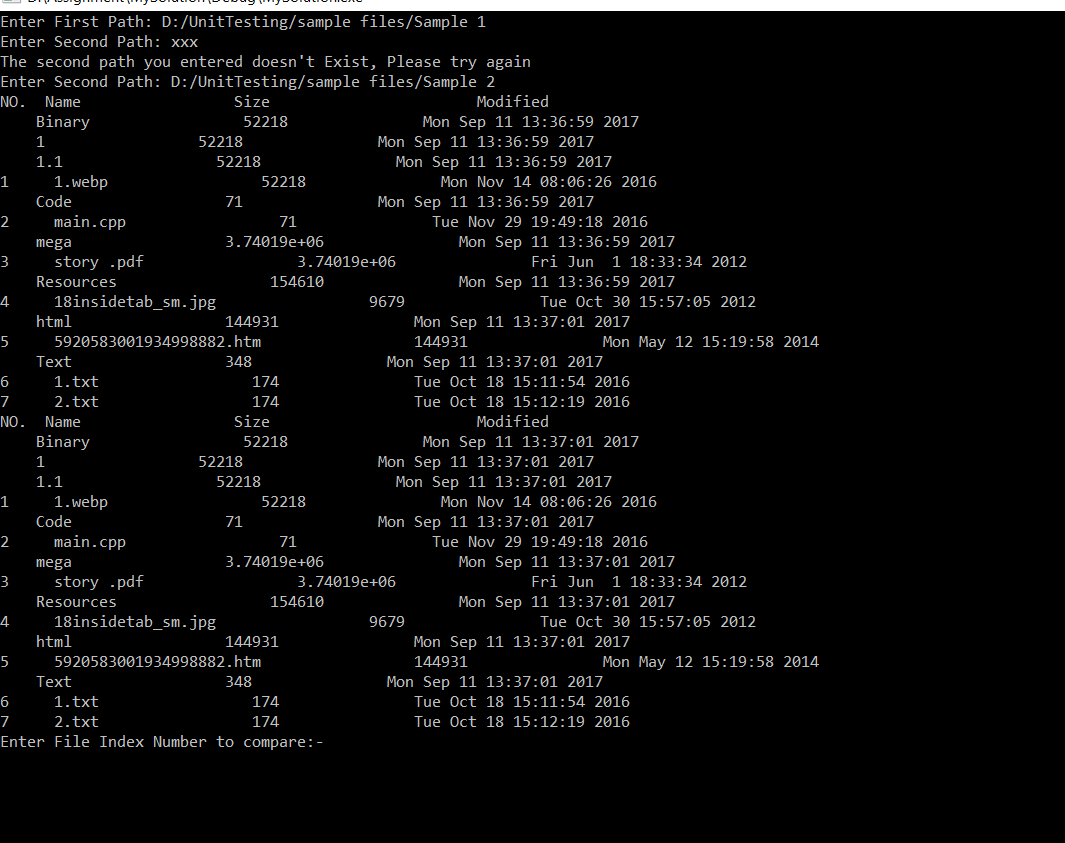 Enter First Path: D:/UnitTesting/sample files/Sample 1
Enter Second Path: xxx
The second path you entered doesn't Exist, Please try again
Enter Second Path: D:/UnitTesting/sample files/Sample 2
NO.  Name                 Size                       Modified
    Binary                 52218               Mon Sep 11 13:36:59 2017
    1                 52218               Mon Sep 11 13:36:59 2017
    1.1                 52218               Mon Sep 11 13:36:59 2017
1     1.webp                 52218               Mon Nov 14 08:06:26 2016
    Code                 71               Mon Sep 11 13:36:59 2017
2     main.cpp                 71               Tue Nov 29 19:49:18 2016
    mega                 3.74019e+06               Mon Sep 11 13:36:59 2017
3     story .pdf                 3.74019e+06               Fri Jun  1 18:33:34 2012
    Resources                 154610               Mon Sep 11 13:36:59 2017
4     18insidetab_sm.jpg                 9679               Tue Oct 30 15:57:05 2012
    html                 144931               Mon Sep 11 13:37:01 2017
5     5920583001934998882.htm                 144931               Mon May 12 15:19:58 2014
    Text                 348               Mon Sep 11 13:37:01 2017
6     1.txt                 174               Tue Oct 18 15:11:54 2016
7     2.txt                 174               Tue Oct 18 15:12:19 2016
NO.  Name                 Size                       Modified
    Binary                 52218               Mon Sep 11 13:37:01 2017
    1                 52218               Mon Sep 11 13:37:01 2017
    1.1                 52218               Mon Sep 11 13:37:01 2017
1     1.webp                 52218               Mon Nov 14 08:06:26 2016
    Code                 71               Mon Sep 11 13:37:01 2017
2     main.cpp                 71               Tue Nov 29 19:49:18 2016
    mega                 3.74019e+06               Mon Sep 11 13:37:01 2017
3     story .pdf                 3.74019e+06               Fri Jun  1 18:33:34 2012
    Resources                 154610               Mon Sep 11 13:37:01 2017
4     18insidetab_sm.jpg                 9679               Tue Oct 30 15:57:05 2012
    html                 144931               Mon Sep 11 13:37:01 2017
5     5920583001934998882.htm                 144931               Mon May 12 15:19:58 2014
    Text                 348               Mon Sep 11 13:37:01 2017
6     1.txt                 174               Tue Oct 18 15:11:54 2016
7     2.txt                 174               Tue Oct 18 15:12:19 2016
Enter File Index Number to compare:-